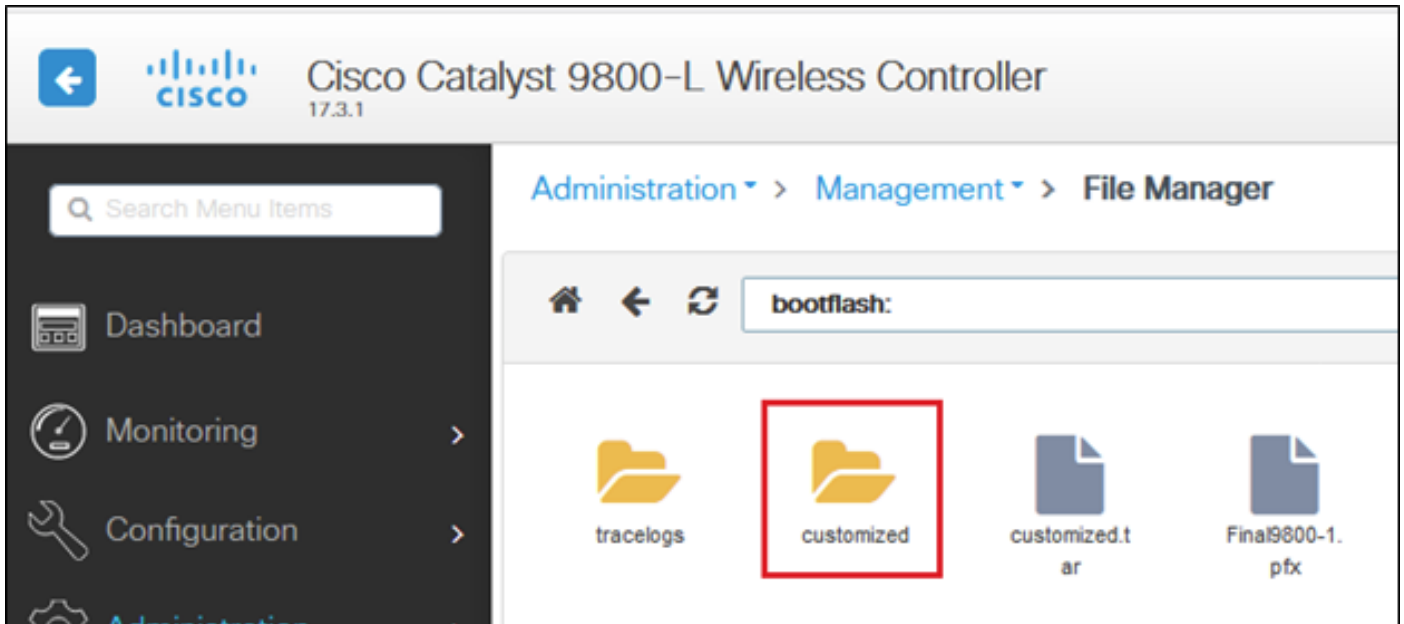 CISCO
Cisco Catalyst 9800-L Wireless Controller
17.3.1
Search Menu Items
Administration > Management > File Manager
bootflash:
Dashboard
Monitoring
Configuration
Administration
tracelogs
customized
customized.t
ar
Final9800-1.
pfx